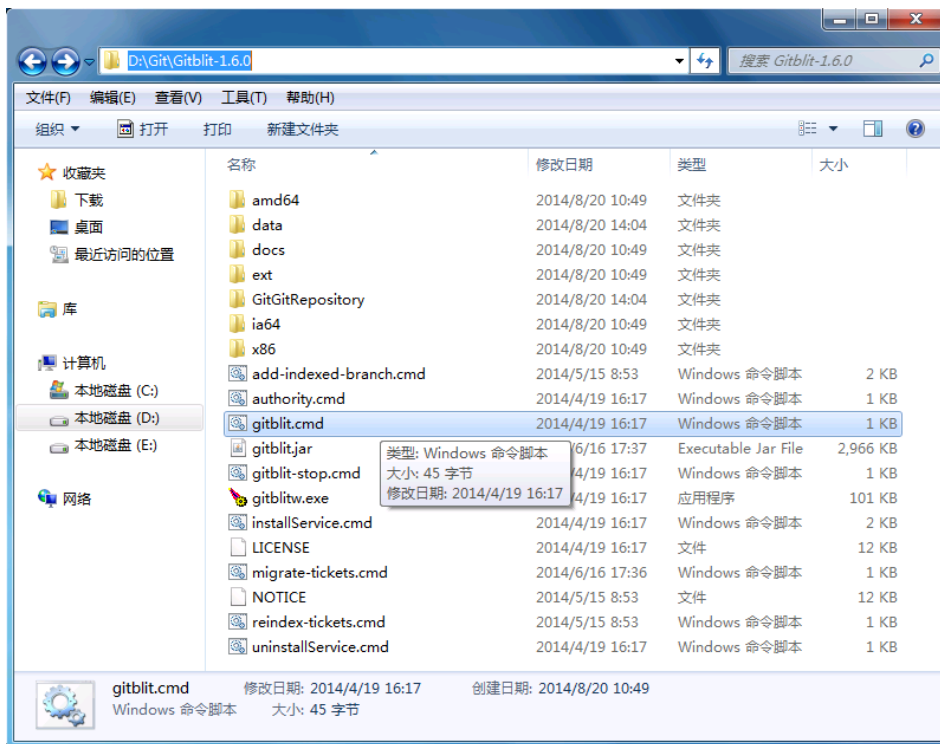 D:\Git\Gitblit-1.6.0 搜索 Gitblit-1.6.0
文件(F) 编辑(E) 查看(V) 工具(T) 帮助(H)
组织 打开 打印 新建文件夹
收藏夹
下载
桌面
最近访问的位置
库
计算机
本地磁盘 (C:)
本地磁盘 (D:)
本地磁盘 (E:)
网络
名称 修改日期 类型 大小
amd64 2014/8/20 10:49 文件夹
data 2014/8/20 14:04 文件夹
docs 2014/8/20 10:49 文件夹
ext 2014/8/20 10:49 文件夹
GitGitRepository 2014/8/20 14:04 文件夹
ia64 2014/8/20 10:49 文件夹
x86 2014/8/20 10:49 文件夹
add-indexed-branch.cmd 2014/5/15 8:53 Windows 命令脚本 2 KB
authority.cmd 2014/4/19 16:17 Windows 命令脚本 1 KB
gitblit.cmd 2014/4/19 16:17 Windows 命令脚本 1 KB
gitblit.jar /6/16 17:37 Executable Jar File 2,966 KB
gitblit-stop.cmd /4/19 16:17 Windows 命令脚本 1 KB
gitblitw.exe /4/19 16:17 应用程序 101 KB
installService.cmd 2014/4/19 16:17 Windows 命令脚本 2 KB
LICENSE 2014/4/19 16:17 文件 12 KB
migrate-tickets.cmd 2014/6/16 17:36 Windows 命令脚本 1 KB
NOTICE 2014/5/15 8:53 文件 12 KB
reindex-tickets.cmd 2014/5/15 8:53 Windows 命令脚本 1 KB
uninstallService.cmd 2014/4/19 16:17 Windows 命令脚本 1 KB
类型: Windows 命令脚本
大小: 45 字节
修改日期: 2014/4/19 16:17
gitblit.cmd 修改日期: 2014/4/19 16:17 创建日期: 2014/8/20 10:49
Windows 命令脚本 大小: 45 字节